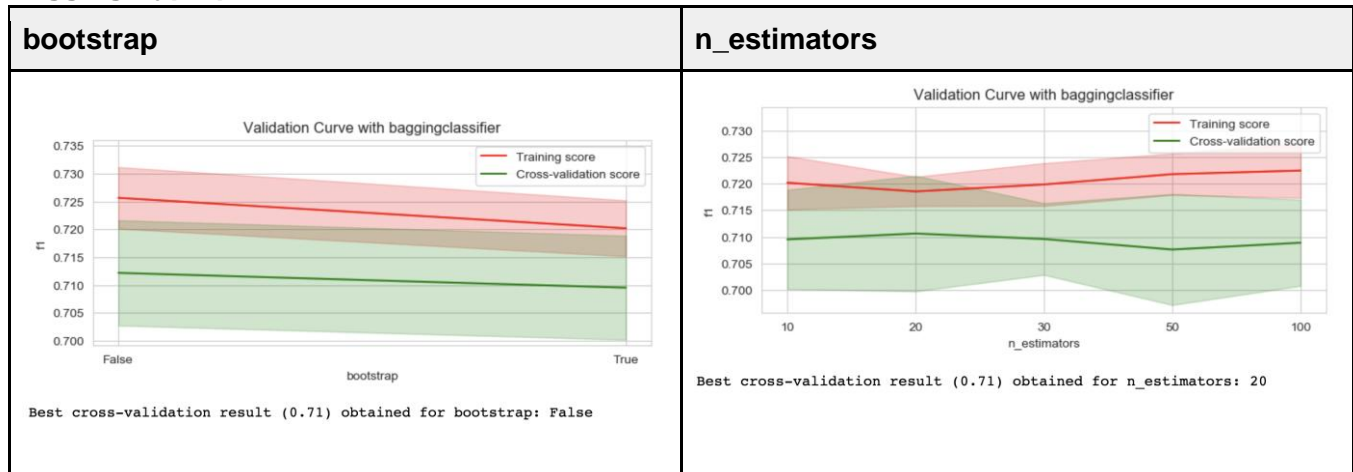 bootstrap
n_estimators
Validation Curve with baggingclassifier
0.735
0.730
0.725
0.720
0.715
0.710
0.705
0.700
f1
Training score
Cross-validation score
False
True
bootstrap
Best cross-validation result (0.71) obtained for bootstrap: False
Validation Curve with baggingclassifier
0.730
0.725
0.720
0.715
0.710
0.705
0.700
f1
Training score
Cross-validation score
10 20 30 50 100
n_estimators
Best cross-validation result (0.71) obtained for n_estimators: 20